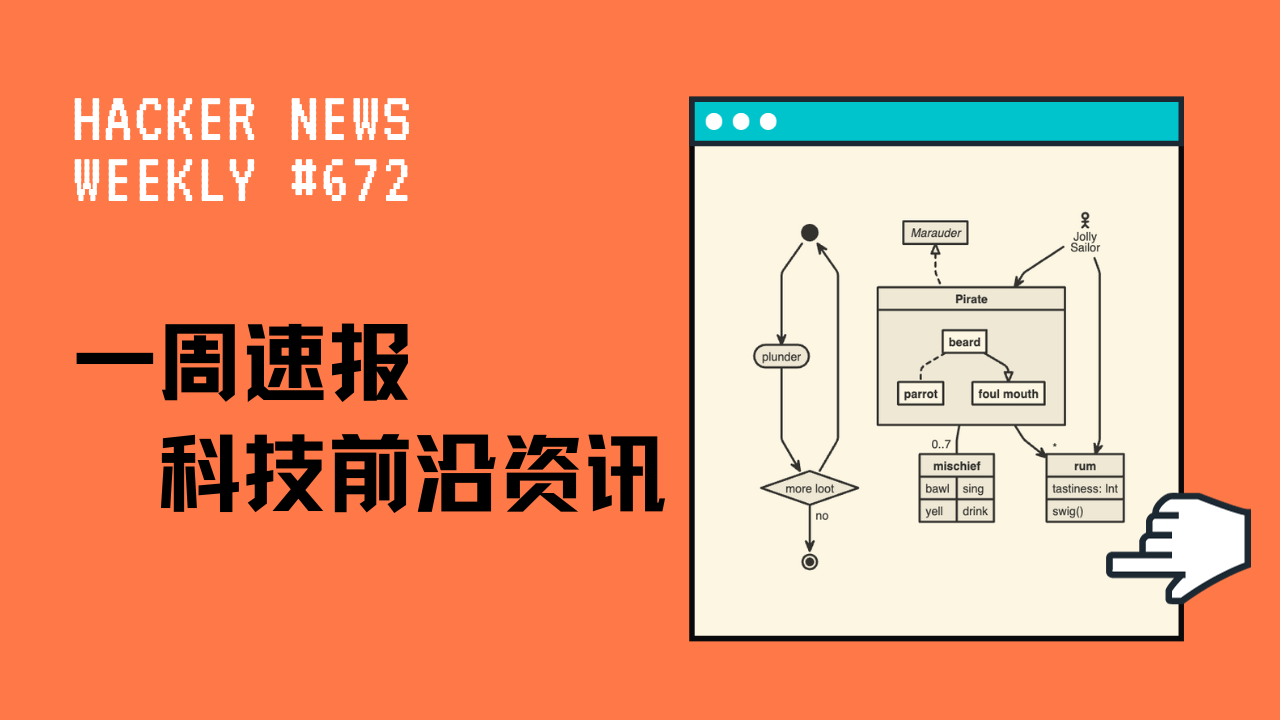 HACKER NEWS
WEEKLY #672
一周速报
科技前沿资讯
Marauder
Jolly
Sailor
Pirate
beard
plunder
parrot
foul mouth
0..7
*
mischief
rum
bawl
sing
tastiness: Int
yell
drink
swig()
more loot
no